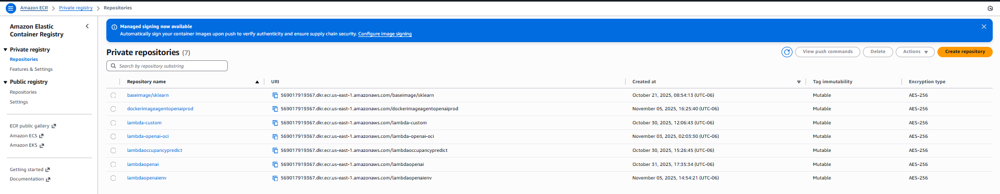 Amazon ECR > Private registry > Repositories
Amazon Elastic
Container Registry
Private registry
Repositories
Features & Settings
Public registry
Repositories
Settings
ECR public gallery
Amazon ECS
Amazon EKS
Getting started
Documentation
Managed signing now available
Automatically sign your container images upon push to verify authenticity and ensure supply chain security. Configure image signing
Private repositories (7)
View push commands Delete Actions Create repository
Search by repository substring
Repository name URI Created at Tag immutability Encryption type
baseimage/sklearn 569017919367.dkr.ecr.us-east-1.amazonaws.com/baseimage/sklearn October 21, 2025, 08:54:13 (UTC-06) Mutable AES-256
dockerimageagentopenaiprod 569017919367.dkr.ecr.us-east-1.amazonaws.com/dockerimageagentopenaiprod November 05, 2025, 16:25:40 (UTC-06) Mutable AES-256
lambda-custom 569017919367.dkr.ecr.us-east-1.amazonaws.com/lambda-custom October 30, 2025, 12:06:43 (UTC-06) Mutable AES-256
lambda-openai-oci 569017919367.dkr.ecr.us-east-1.amazonaws.com/lambda-openai-oci November 03, 2025, 02:03:30 (UTC-06) Mutable AES-256
lambdaoccupancypredict 569017919367.dkr.ecr.us-east-1.amazonaws.com/lambdaoccupancypredict October 30, 2025, 15:26:45 (UTC-06) Mutable AES-256
lambdaopenai 569017919367.dkr.ecr.us-east-1.amazonaws.com/lambdaopenai October 31, 2025, 17:35:34 (UTC-06) Mutable AES-256
lambdaopenaienv 569017919367.dkr.ecr.us-east-1.amazonaws.com/lambdaopenaienv November 05, 2025, 14:54:21 (UTC-06) Mutable AES-256